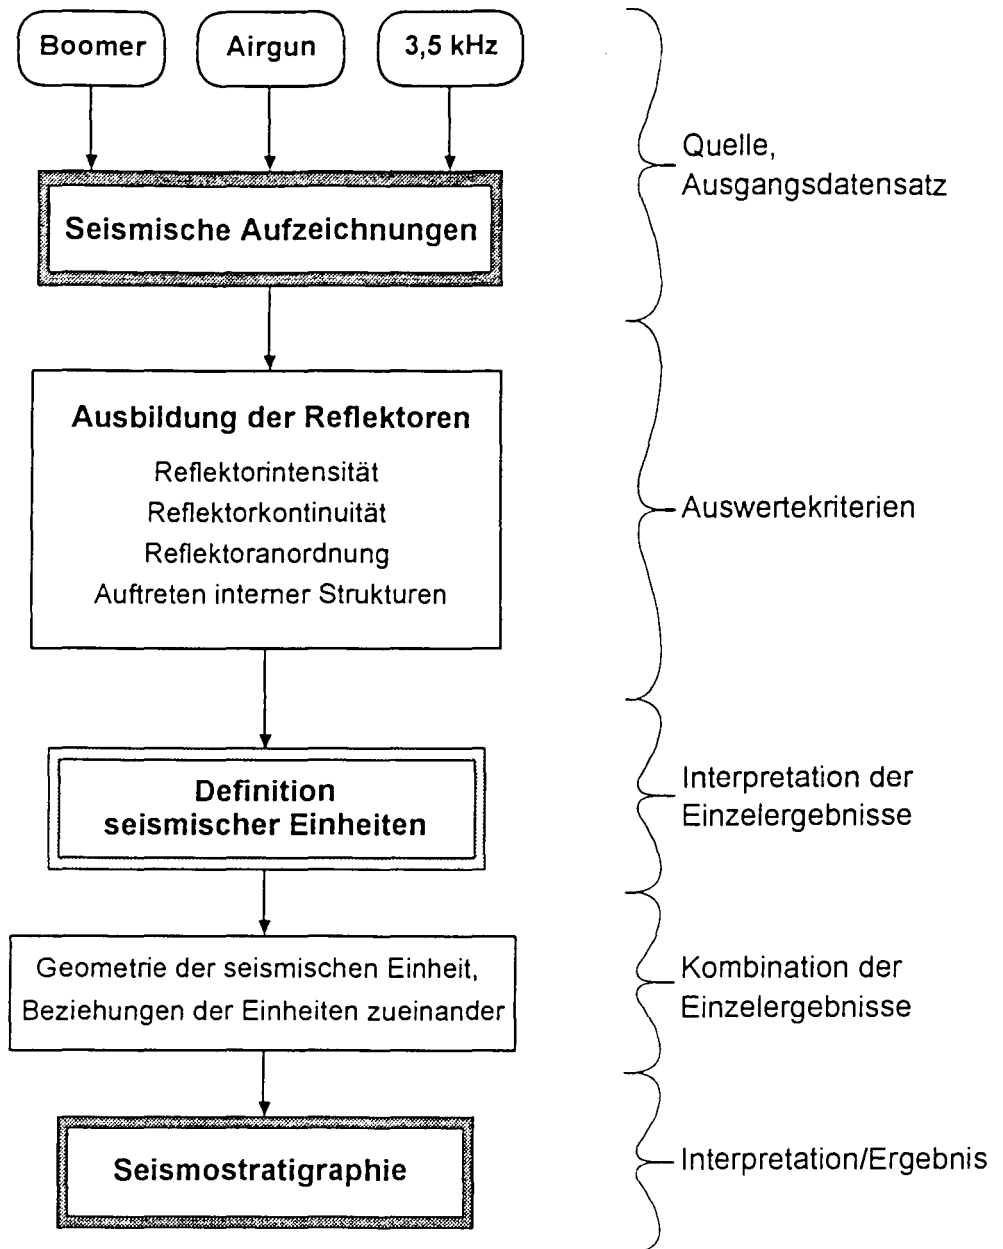 Boomer
Airgun
3,5 kHz
Seismische Aufzeichnungen
Quelle,
Ausgangsdatensatz
Ausbildung der Reflektoren
Reflektorintensität
Reflektorkontinuität
Reflektoranordnung
Auftreten interner Strukturen
Auswertekriterien
Definition
seismischer Einheiten
Interpretation der
Einzelergebnisse
Geometrie der seismischen Einheit,
Beziehungen der Einheiten zueinander
Kombination der
Einzelergebnisse
Seismostratigraphie
Interpretation/Ergebnis